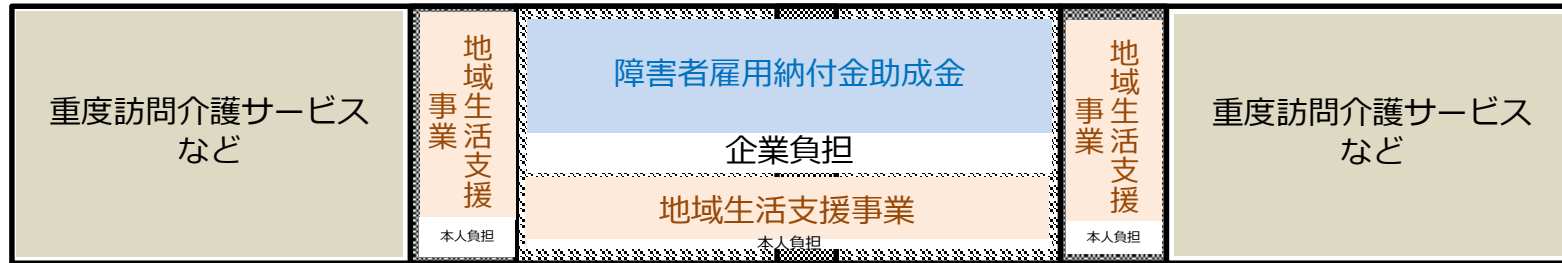 重度訪問介護サービス
など
地域生活支援
事業
本人負担
障害者雇用納付金助成金
企業負担
地域生活支援事業
本人負担
地域生活支援
事業
本人負担
重度訪問介護サービス
など